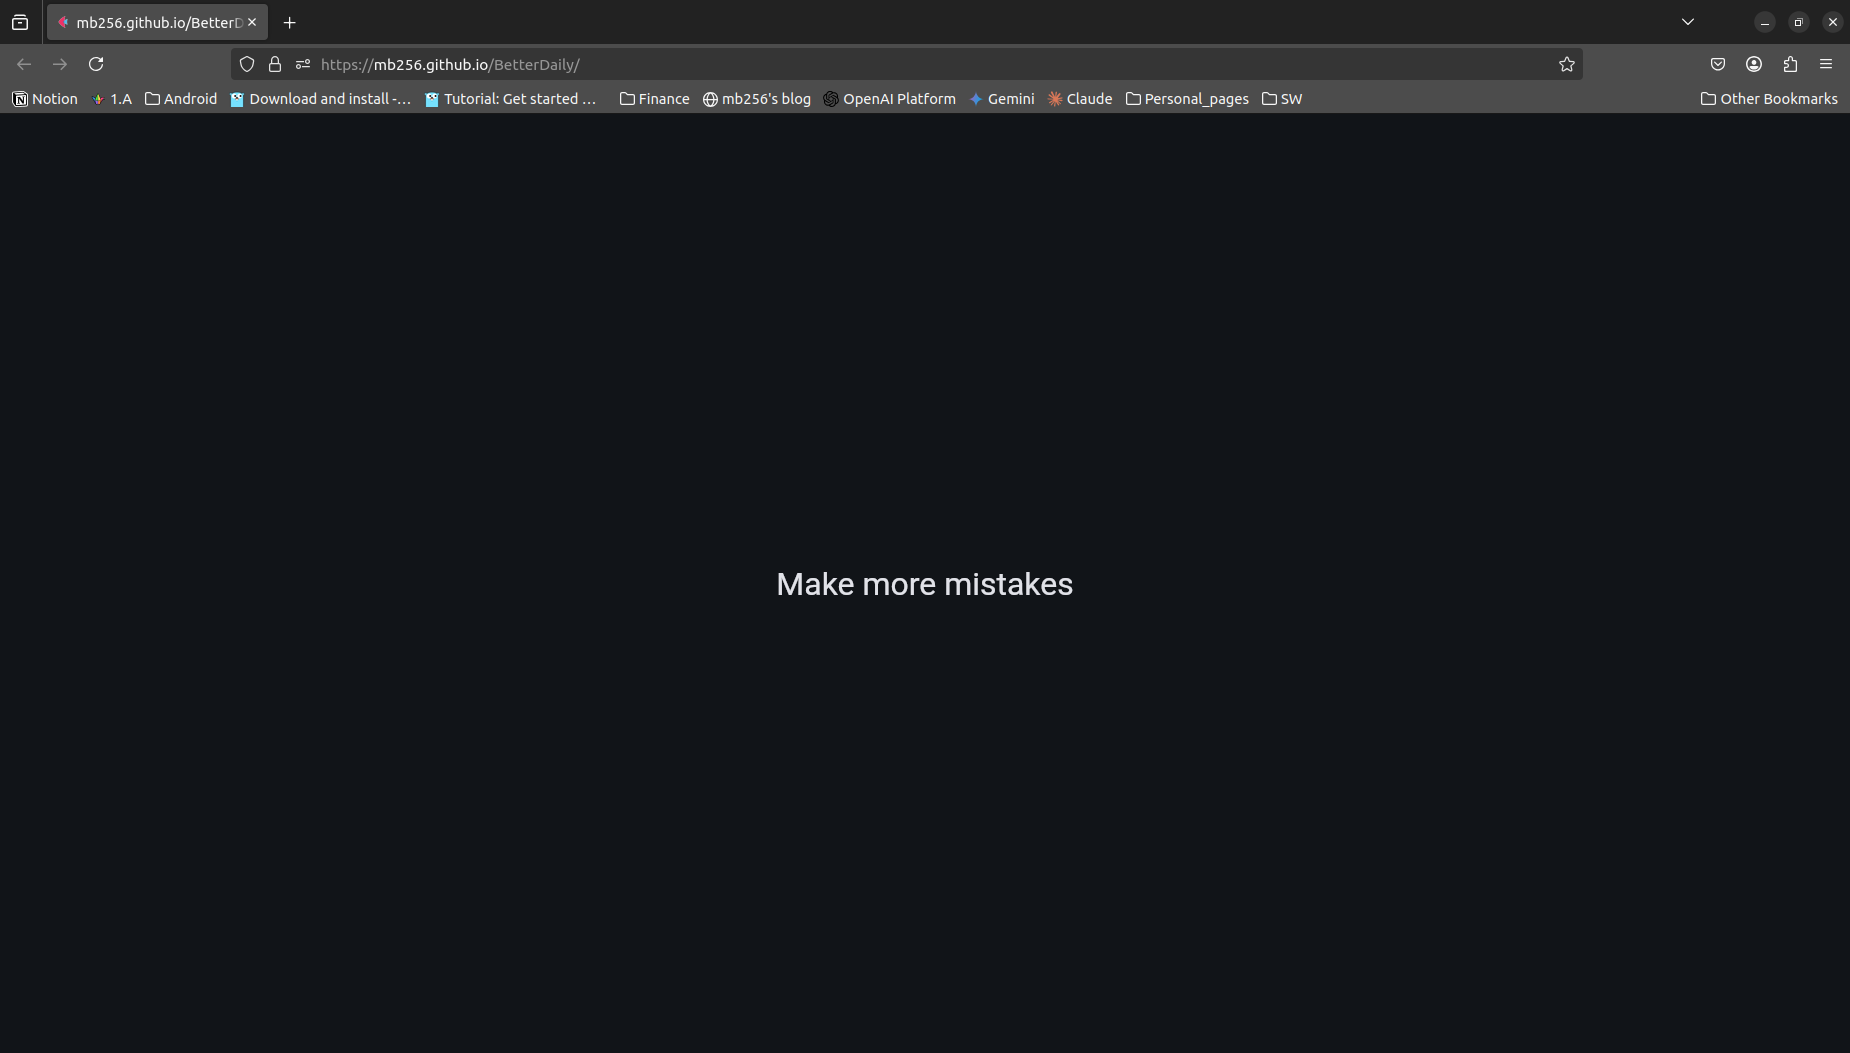 mb256.github.io/BetterD
https://mb256.github.io/BetterDaily/
Notion
1.A
Android
Download and install -...
Tutorial: Get started ...
Finance
mb256's blog
OpenAI Platform
Gemini
Claude
Personal_pages
SW
Other Bookmarks
Make more mistakes